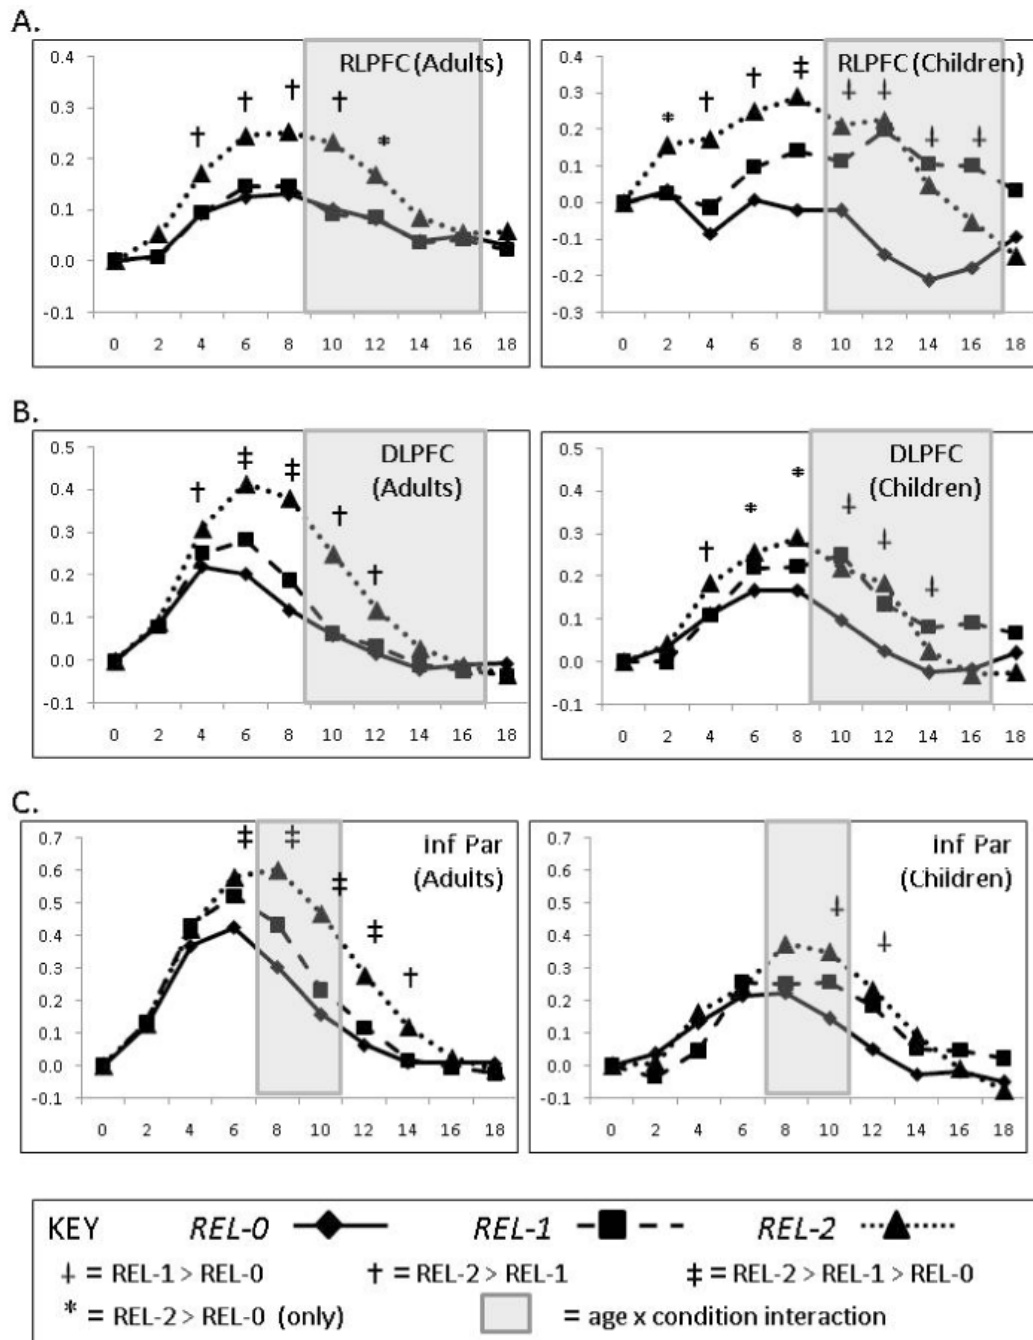 A.
RLPFC (Adults)
0.4
0.3
0.2
0.1
0.0
-0.1
† † † † *
0 2 4 6 8 10 12 14 16 18
RLPFC (Children)
0.4
0.3
0.2
0.1
0.0
-0.1
-0.2
-0.3
* † † ‡ ⸸ ⸸ ⸸ ⸸
0 2 4 6 8 10 12 14 16 18
B.
DLPFC
(Adults)
0.5
0.4
0.3
0.2
0.1
0.0
-0.1
† ‡ ‡ † †
0 2 4 6 8 10 12 14 16 18
DLPFC
(Children)
0.5
0.4
0.3
0.2
0.1
0.0
-0.1
† * * ⸸ ⸸ ⸸
0 2 4 6 8 10 12 14 16 18
C.
Inf Par
(Adults)
0.7
0.6
0.5
0.4
0.3
0.2
0.1
0.0
-0.1
‡ ‡ ‡ ‡ †
0 2 4 6 8 10 12 14 16 18
Inf Par
(Children)
0.7
0.6
0.5
0.4
0.3
0.2
0.1
0.0
-0.1
⸸ ⸸
0 2 4 6 8 10 12 14 16 18
KEY REL-0 REL-1 REL-2
⸸ = REL-1 > REL-0 † = REL-2 > REL-1 ‡ = REL-2 > REL-1 > REL-0
* = REL-2 > REL-0 (only) = age x condition interaction